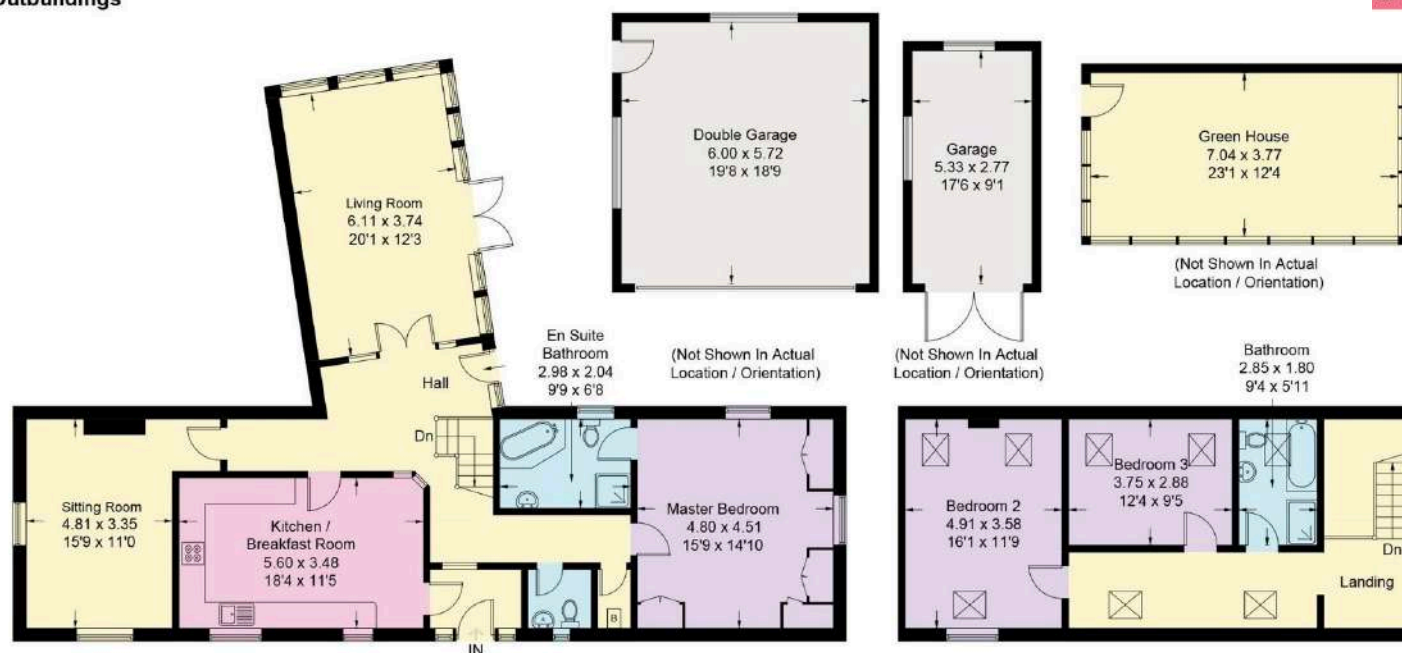 Living Room
6.11 x 3.74
20'1 x 12'3
Double Garage
6.00 x 5.72
19'8 x 18'9
(Not Shown In Actual
Location / Orientation)
Garage
5.33 x 2.77
17'6 x 9'1
(Not Shown In Actual
Location / Orientation)
Green House
7.04 x 3.77
23'1 x 12'4
(Not Shown In Actual
Location / Orientation)
Hall
Dn
En Suite
Bathroom
2.98 x 2.04
9'9 x 6'8
Sitting Room
4.81 x 3.35
15'9 x 11'0
Kitchen /
Breakfast Room
5.60 x 3.48
18'4 x 11'5
Master Bedroom
4.80 x 4.51
15'9 x 14'10
B
IN
Bathroom
2.85 x 1.80
9'4 x 5'11
Bedroom 2
4.91 x 3.58
16'1 x 11'9
Bedroom 3
3.75 x 2.88
12'4 x 9'5
Dn
Landing